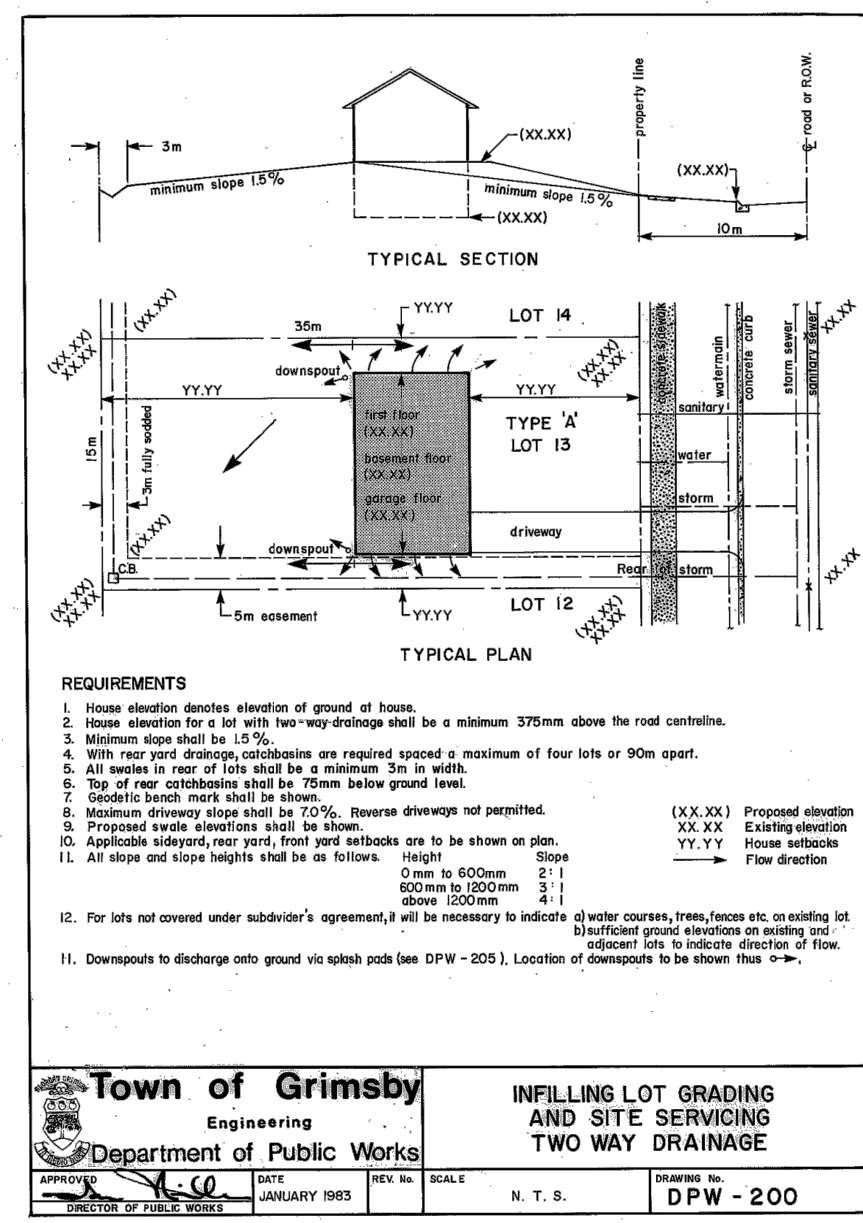 3m
(XX.XX)
property line
℄ road or R.O.W.
(XX.XX)
minimum slope 1.5%
minimum slope 1.5%
(XX.XX)
10m
TYPICAL SECTION
(XX.XX)
(XX.XX)
XX.XX
35m
YY.YY
LOT 14
(XX.XX)
XX.XX
concrete sidewalk
watermain
concrete curb
storm sewer
sanitary sewer
XX.XX
downspout
YY.YY
YY.YY
sanitary
15m
3m fully sodded
first floor
(XX.XX)
TYPE 'A'
LOT 13
basement floor
(XX.XX)
water
garage floor
(XX.XX)
storm
driveway
(XX.XX)
downspout
C.B.
Rear of storm
XX.XX
(XX.XX)
XX.XX
5m easement
YY.YY
LOT 12
(XX.XX)
XX.XX
TYPICAL PLAN
REQUIREMENTS
1. House elevation denotes elevation of ground at house.
2. House elevation for a lot with two-way-drainage shall be a minimum 375mm above the road centreline.
3. Minimum slope shall be 1.5%.
4. With rear yard drainage, catchbasins are required spaced a maximum of four lots or 90m apart.
5. All swales in rear of lots shall be a minimum 3m in width.
6. Top of rear catchbasins shall be 75mm below ground level.
7. Geodetic bench mark shall be shown.
8. Maximum driveway slope shall be 7.0%. Reverse driveways not permitted.
9. Proposed swale elevations shall be shown.
10. Applicable sideyard, rear yard, front yard setbacks are to be shown on plan.
11. All slope and slope heights shall be as follows. Height Slope
0mm to 600mm 2:1
600mm to 1200mm 3:1
above 1200mm 4:1
(XX.XX) Proposed elevation
XX.XX Existing elevation
YY.YY House setbacks
Flow direction
12. For lots not covered under subdivider's agreement, it will be necessary to indicate a) water courses, trees, fences etc. on existing lot.
b) sufficient ground elevations on existing and
adjacent lots to indicate direction of flow.
11. Downspouts to discharge onto ground via splash pads (see DPW - 205). Location of downspouts to be shown thus
Town of Grimsby
Engineering
Department of Public Works
INFILLING LOT GRADING
AND SITE SERVICING
TWO WAY DRAINAGE
APPROVED
DIRECTOR OF PUBLIC WORKS
DATE
JANUARY 1983
REV. No.
SCALE
N. T. S.
DRAWING No.
DPW - 200